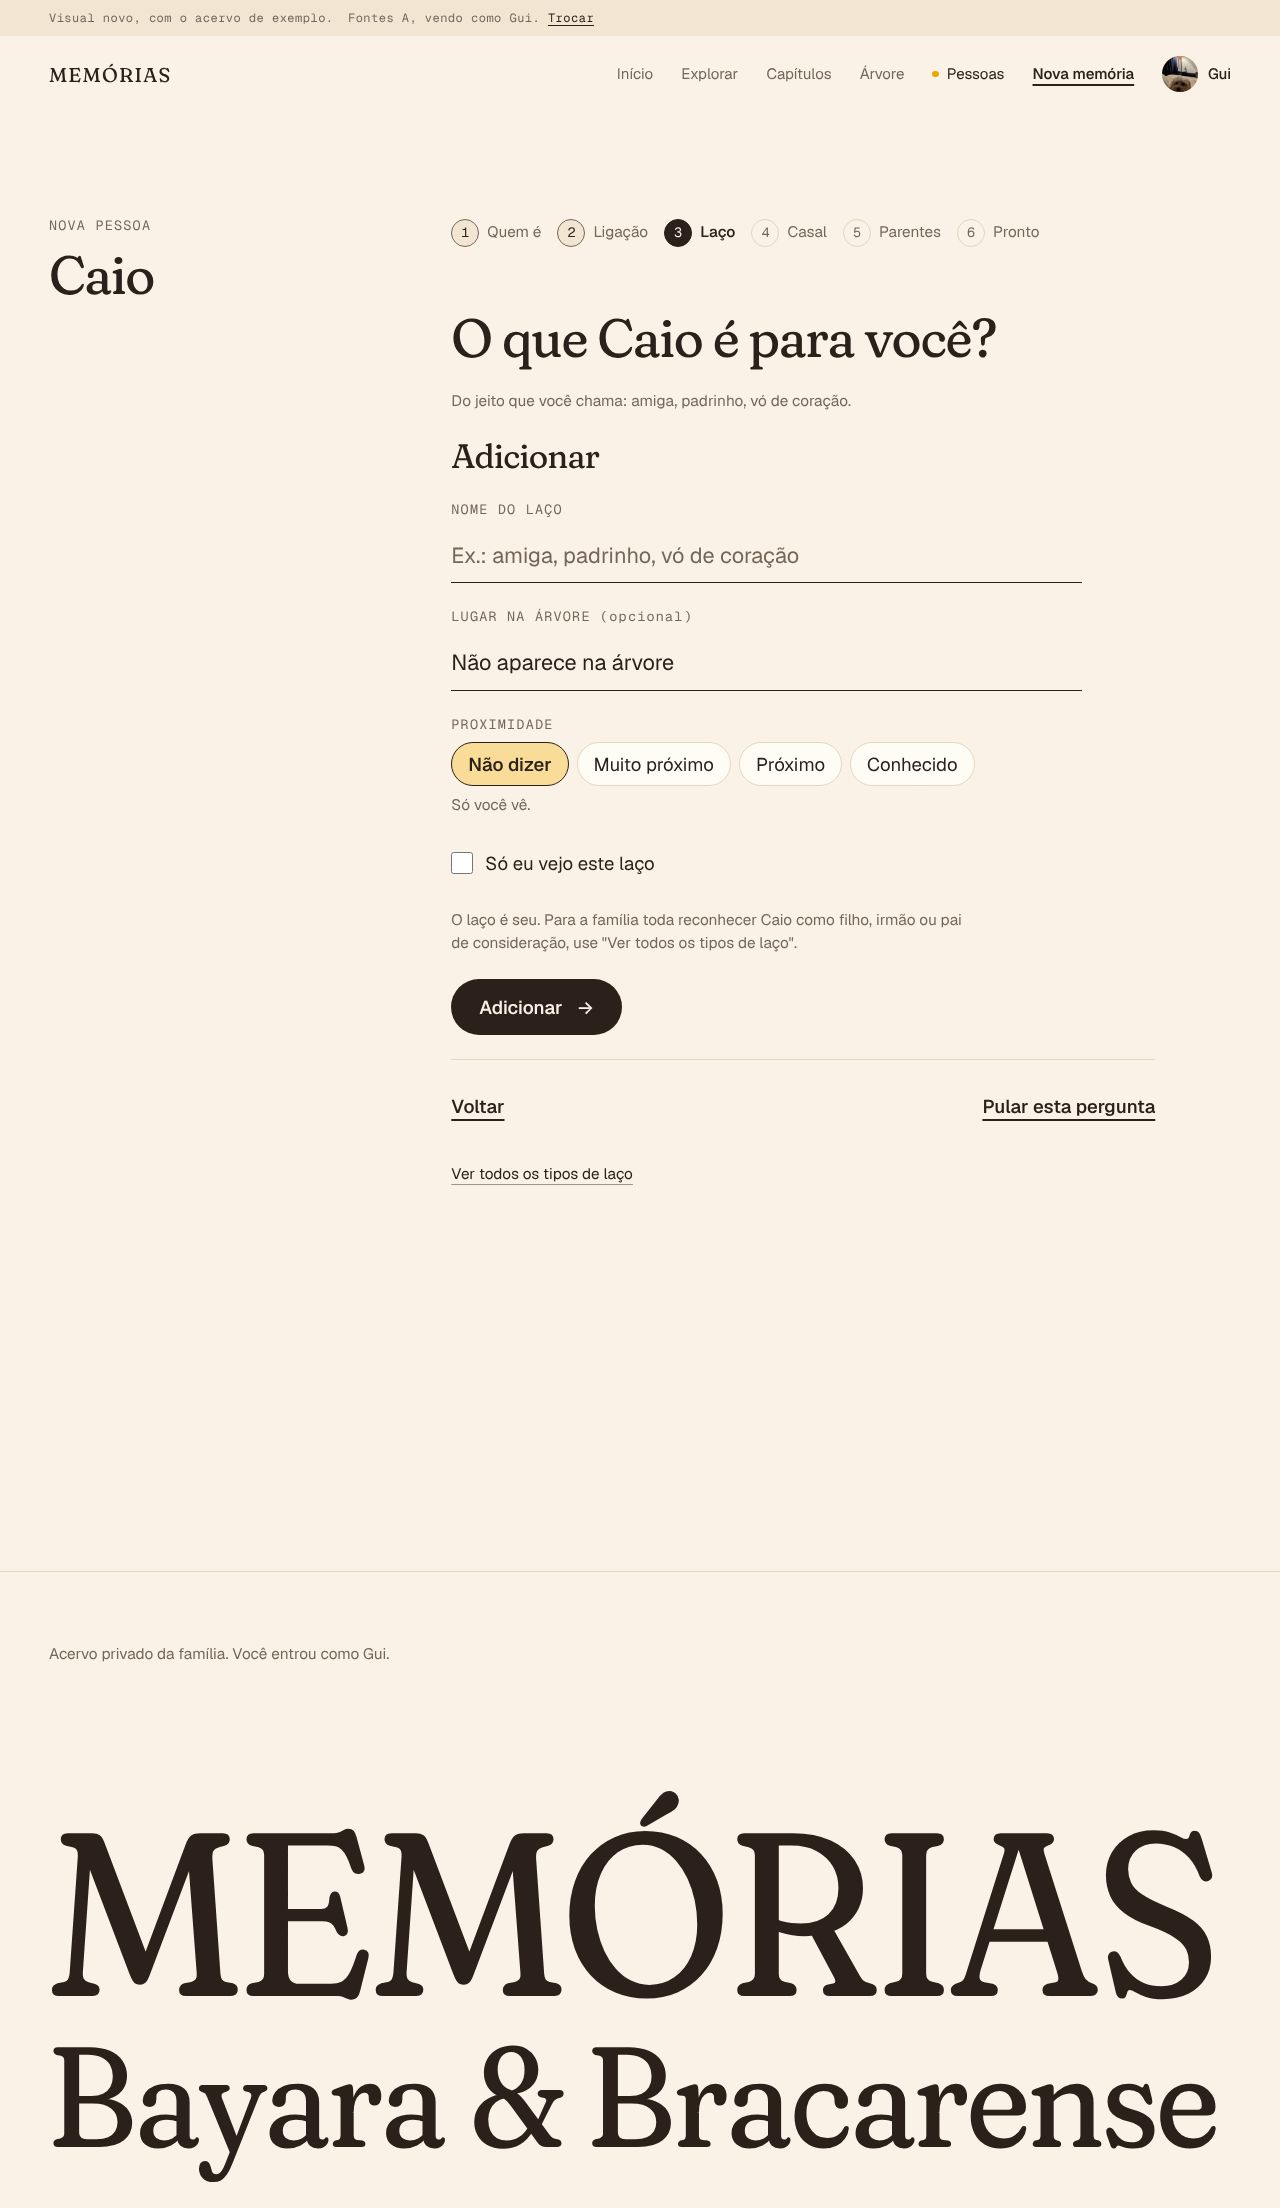 Visual novo, com o acervo de exemplo. Fontes A, vendo como Gui. Trocar
MEMÓRIAS
Início Explorar Capítulos Árvore Pessoas Nova memória Gui
NOVA PESSOA
Caio
1 Quem é 2 Ligação 3 Laço 4 Casal 5 Parentes 6 Pronto
O que Caio é para você?
Do jeito que você chama: amiga, padrinho, vó de coração.
Adicionar
NOME DO LAÇO
Ex.: amiga, padrinho, vó de coração
LUGAR NA ÁRVORE (opcional)
Não aparece na árvore
PROXIMIDADE
Não dizer Muito próximo Próximo Conhecido
Só você vê.
Só eu vejo este laço
O laço é seu. Para a família toda reconhecer Caio como filho, irmão ou pai
de consideração, use "Ver todos os tipos de laço".
Adicionar →
Voltar Pular esta pergunta
Ver todos os tipos de laço
Acervo privado da família. Você entrou como Gui.
MEMÓRIAS
Bayara & Bracarense